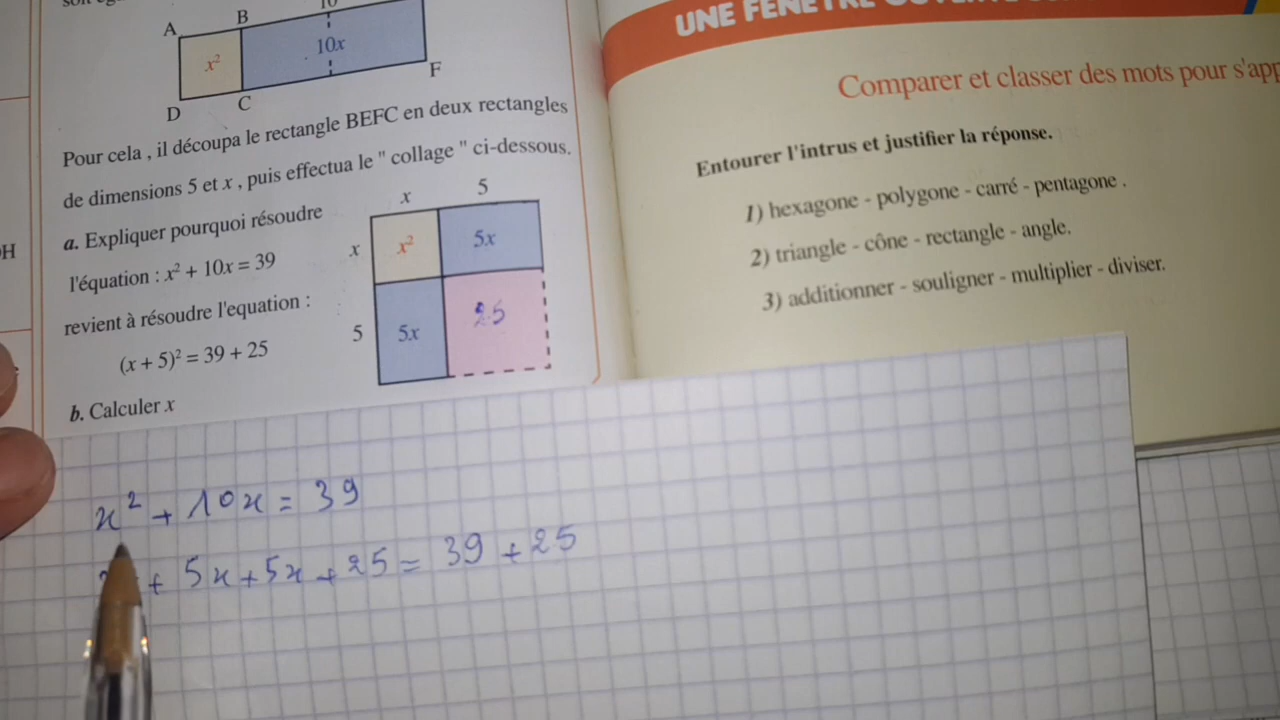 A
B
10
x²
10x
D
C
F
Pour cela , il découpa le rectangle BEFC en deux rectangles
de dimensions 5 et x , puis effectua le " collage " ci-dessous.
a. Expliquer pourquoi résoudre
l'équation : x² + 10x = 39
revient à résoudre l'equation :
(x + 5)² = 39 + 25
b. Calculer x
x
5
x
x²
5x
5
5x
25
H
UNE
Comparer et classer des mots pour
Entourer l'intrus et justifier la réponse.
1) hexagone - polygone - carré - pentagone .
2) triangle - cône - rectangle - angle.
3) additionner - souligner - multiplier - diviser.
x² + 10x = 39
+ 5x + 5x + 25 = 39 + 25